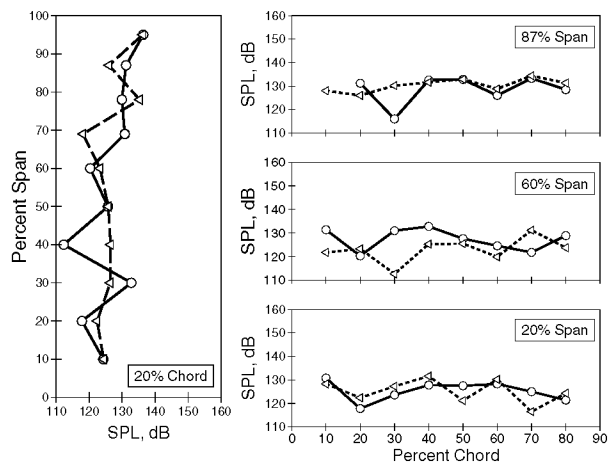 100
90
80
70
60
50
40
30
20
10
0
Percent Span
20% Chord
110 120 130 140 150 160
SPL, dB
160
150
140
130
120
110
SPL, dB
87% Span
160
150
140
130
120
110
SPL, dB
60% Span
160
150
140
130
120
110
SPL, dB
20% Span
0 10 20 30 40 50 60 70 80 90
Percent Chord